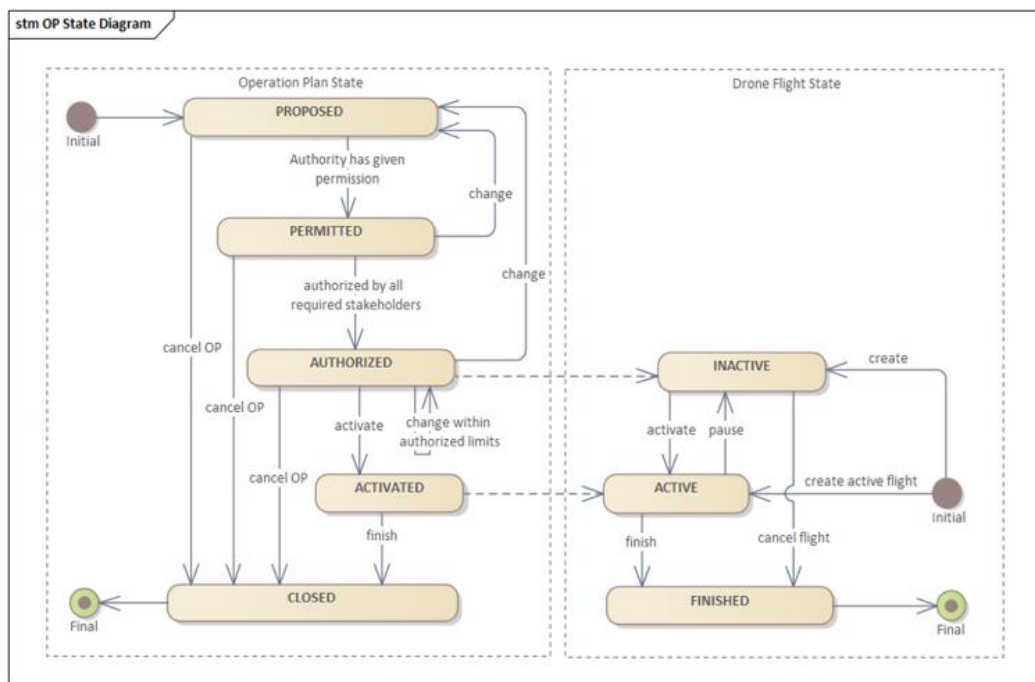 stm OP State Diagram
Operation Plan State
Drone Flight State
PROPOSED
Initial
Authority has given
permission
change
PERMITTED
change
authorized by all
required stakeholders
cancel OP
AUTHORIZED
INACTIVE
create
cancel OP
activate
change within
authorized limits
activate
pause
cancel OP
ACTIVATED
ACTIVE
create active flight
Initial
finish
finish
cancel flight
CLOSED
FINISHED
Final
Final